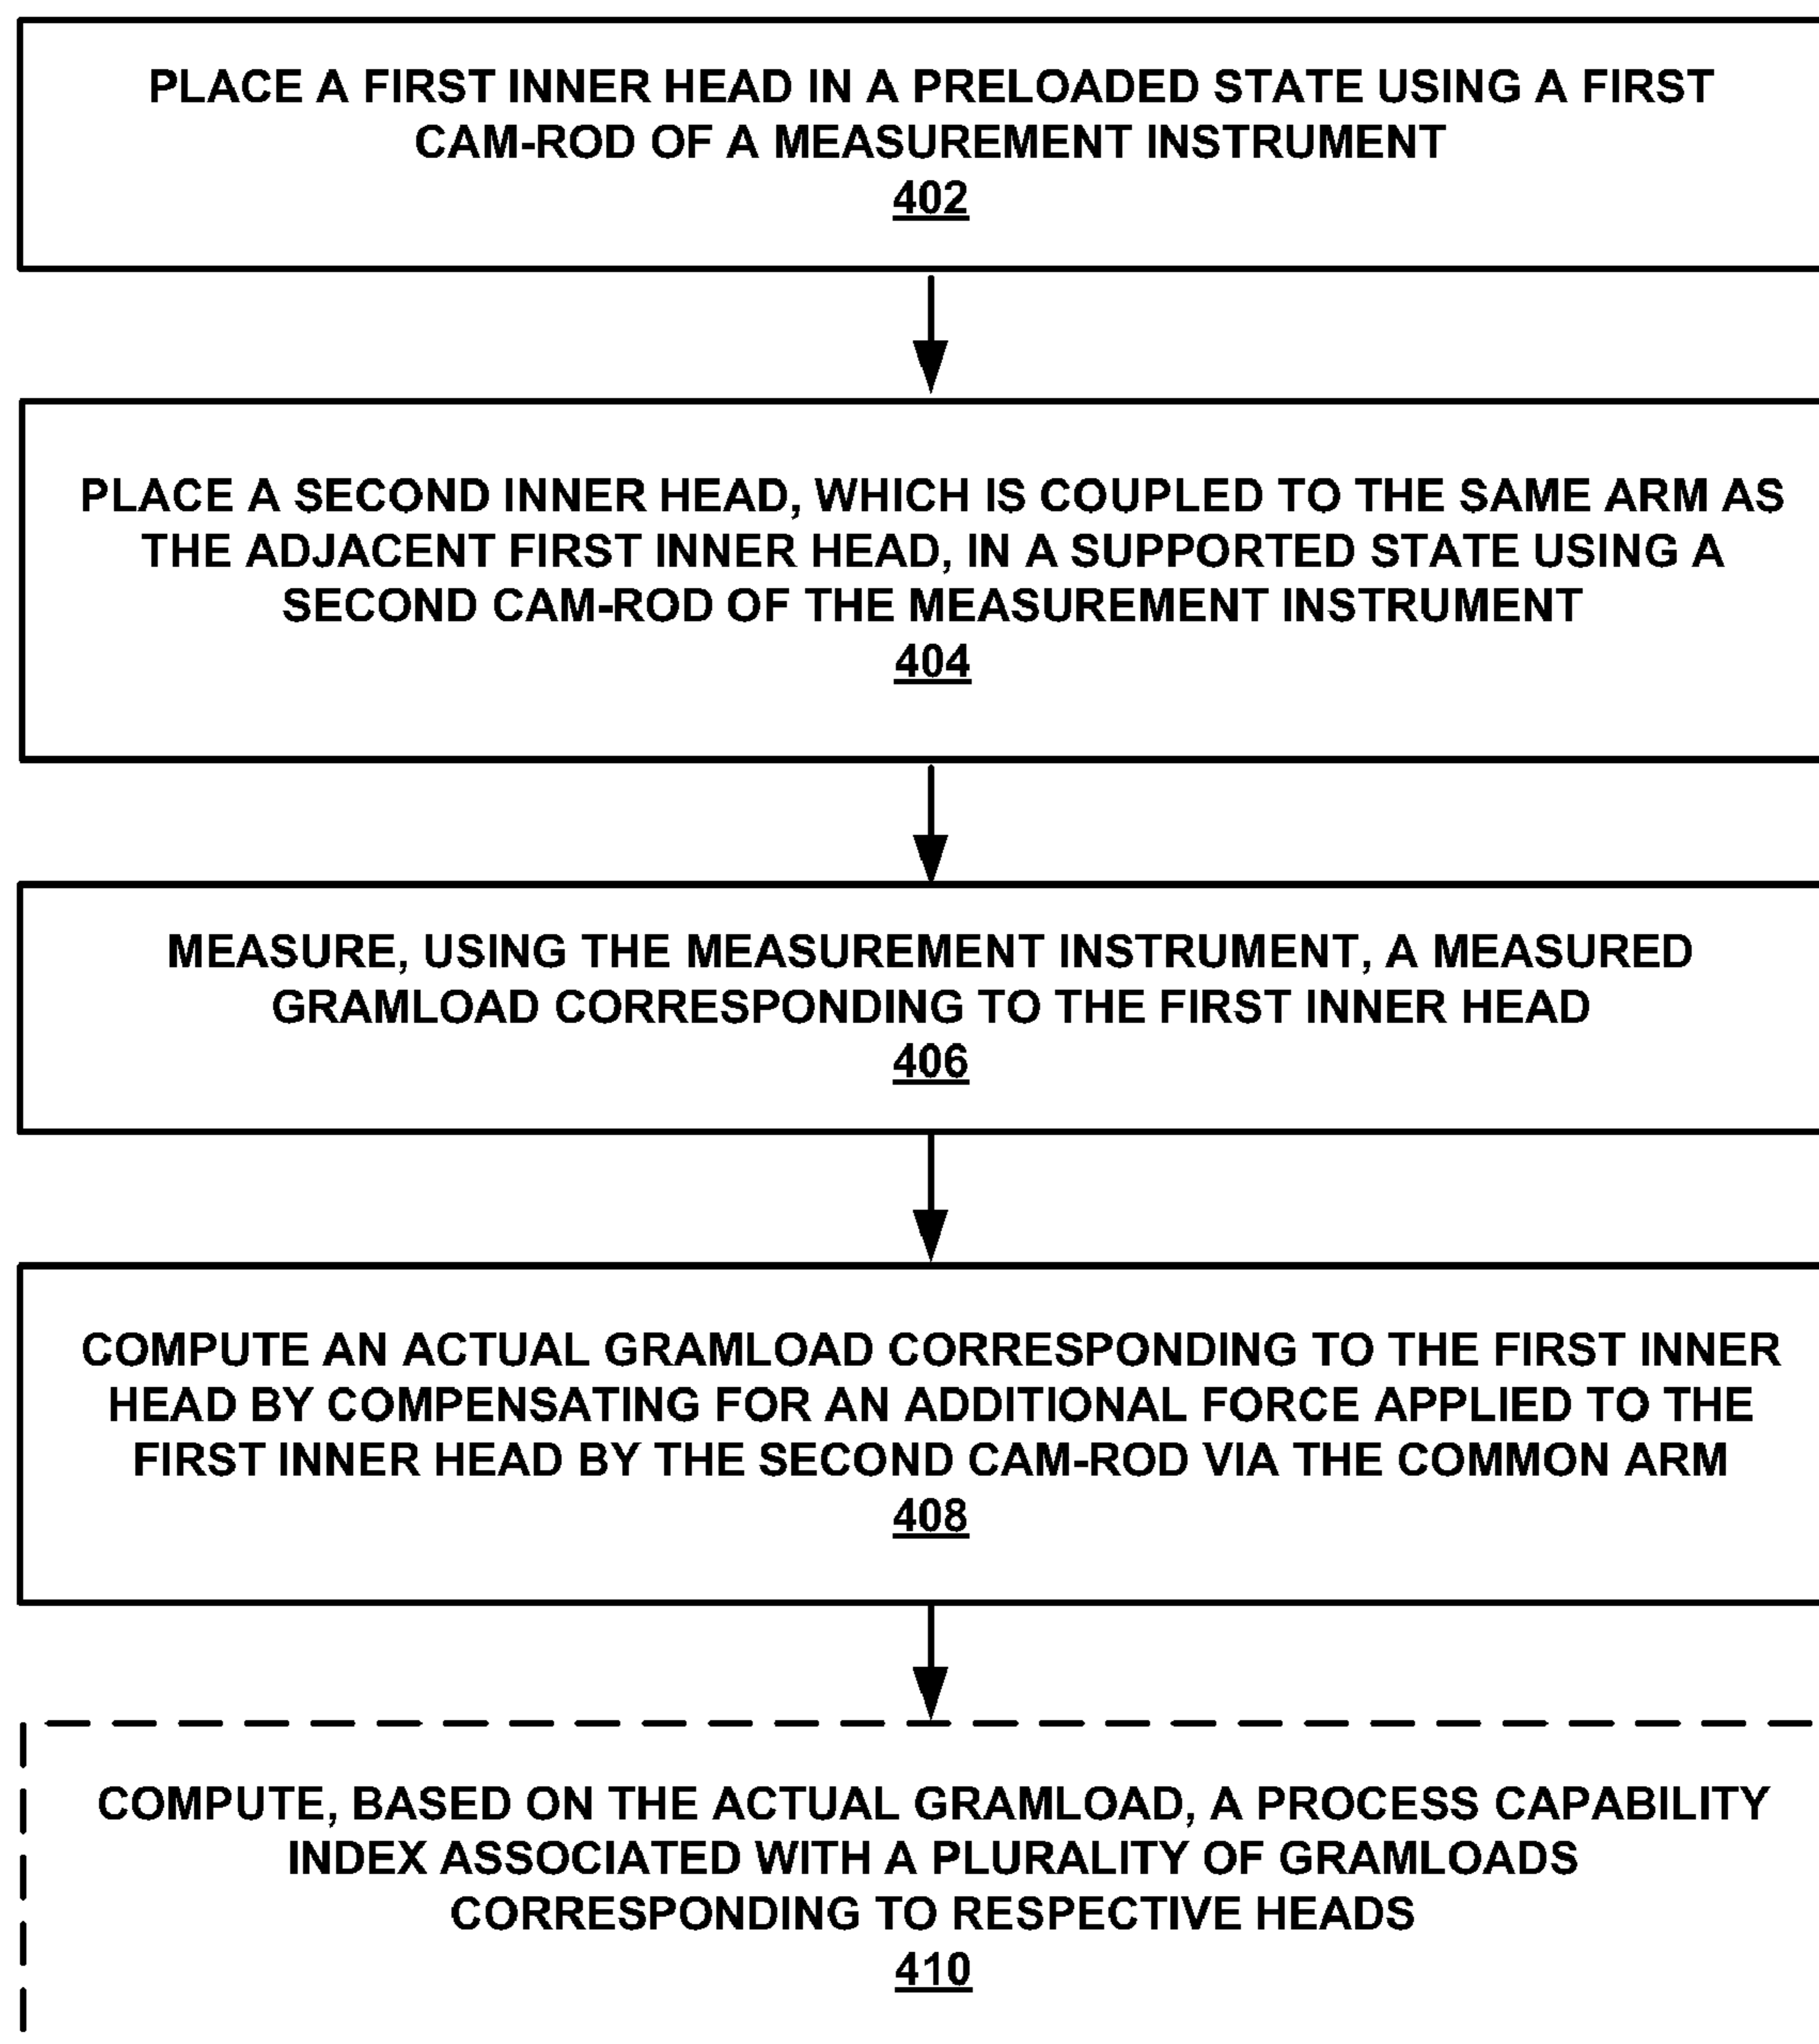 PLACE A FIRST INNER HEAD IN A PRELOADED STATE USING A FIRST
CAM-ROD OF A MEASUREMENT INSTRUMENT
402
PLACE A SECOND INNER HEAD, WHICH IS COUPLED TO THE SAME ARM AS
THE ADJACENT FIRST INNER HEAD, IN A SUPPORTED STATE USING A
SECOND CAM-ROD OF THE MEASUREMENT INSTRUMENT
404
MEASURE, USING THE MEASUREMENT INSTRUMENT, A MEASURED
GRAMLOAD CORRESPONDING TO THE FIRST INNER HEAD
406
COMPUTE AN ACTUAL GRAMLOAD CORRESPONDING TO THE FIRST INNER
HEAD BY COMPENSATING FOR AN ADDITIONAL FORCE APPLIED TO THE
FIRST INNER HEAD BY THE SECOND CAM-ROD VIA THE COMMON ARM
408
COMPUTE, BASED ON THE ACTUAL GRAMLOAD, A PROCESS CAPABILITY
INDEX ASSOCIATED WITH A PLURALITY OF GRAMLOADS
CORRESPONDING TO RESPECTIVE HEADS
410